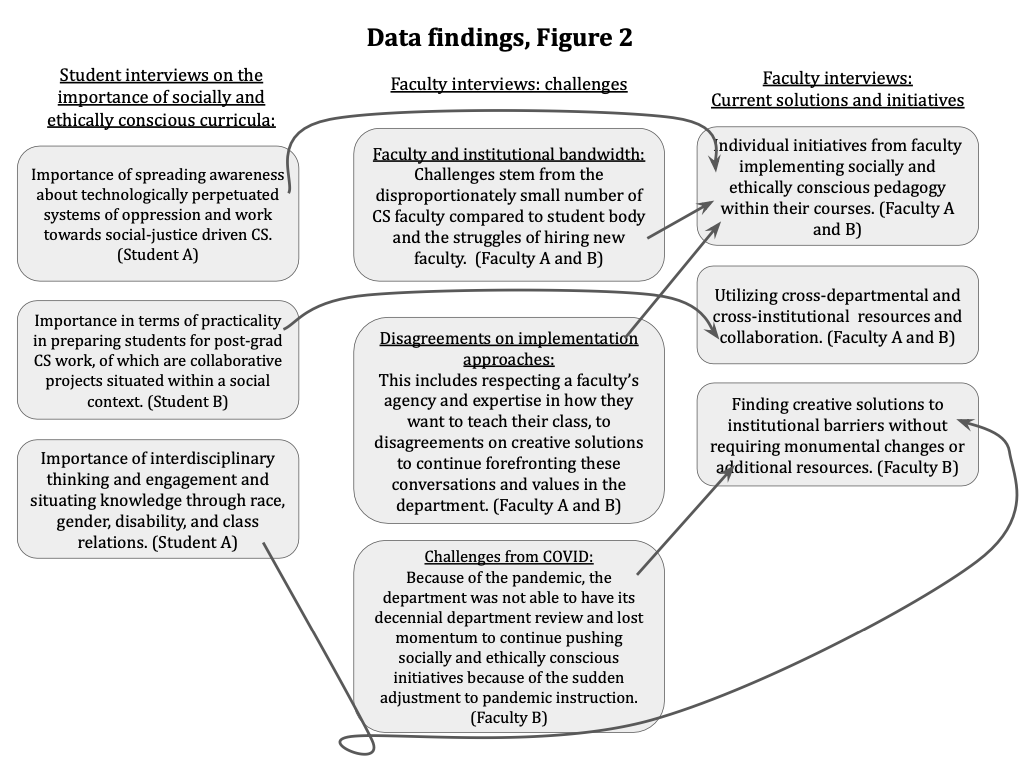 Data findings, Figure 2
Student interviews on the
importance of socially and
ethically conscious curricula:
Importance of spreading awareness
about technologically perpetuated
systems of oppression and work
towards social-justice driven CS.
(Student A)
Importance in terms of practicality
in preparing students for post-grad
CS work, of which are collaborative
projects situated within a social
context. (Student B)
Importance of interdisciplinary
thinking and engagement and
situating knowledge through race,
gender, disability, and class
relations. (Student A)
Faculty interviews: challenges
Faculty and institutional bandwidth:
Challenges stem from the
disproportionately small number of
CS faculty compared to student body
and the struggles of hiring new
faculty. (Faculty A and B)
Disagreements on implementation
approaches:
This includes respecting a faculty's
agency and expertise in how they
want to teach their class, to
disagreements on creative solutions
to continue forefronting these
conversations and values in the
department. (Faculty A and B)
Challenges from COVID:
Because of the pandemic, the
department was not able to have its
decennial department review and lost
momentum to continue pushing
socially and ethically conscious
initiatives because of the sudden
adjustment to pandemic instruction.
(Faculty B)
Faculty interviews:
Current solutions and initiatives
Individual initiatives from faculty
implementing socially and
ethically conscious pedagogy
within their courses. (Faculty A
and B)
Utilizing cross-departmental and
cross-institutional resources and
collaboration. (Faculty A and B)
Finding creative solutions to
institutional barriers without
requiring monumental changes or
additional resources. (Faculty B)